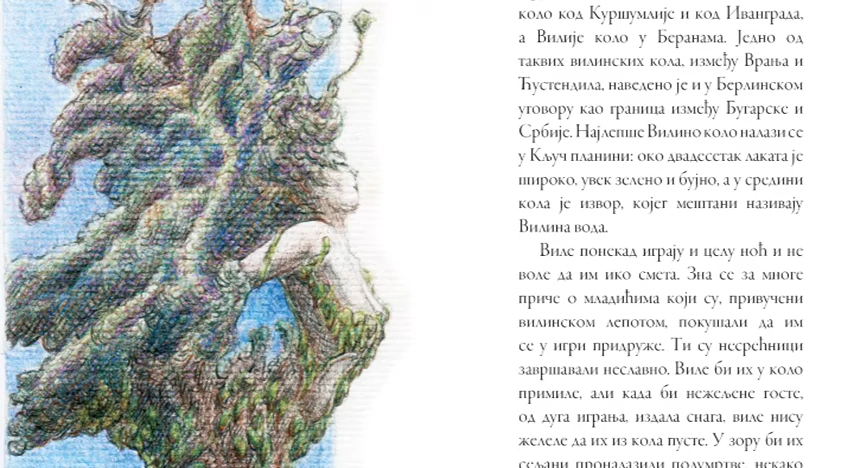 коло код Куршумлије и код Иванграда,
а Вилије коло у Беранама. Једно од
таквих вилинских кола, између Врања и
Ћустендила, наведено је и у Берлинском
уговору као граница између Бугарске и
Србије. Најлепше Вилино коло налази се
у Кључ планини: око двадесетак лаката је
широко, увек зелено и бујно, а у средини
кола је извор, којег мештани називају
Вилина вода.
Виле понекад играју и целу ноћ и не
воле да им ико смета. Зна се за многе
приче о младићима који су, привучени
вилинском лепотом, покушали да им
се у игри придруже. Ти су несрећници
завршавали неславно. Виле би их у коло
примиле, али када би нежељене госте,
од дуга играња, издала снага, виле нису
желеле да их из кола пусте. У зору би их
сељани проналазили полумртве, некако